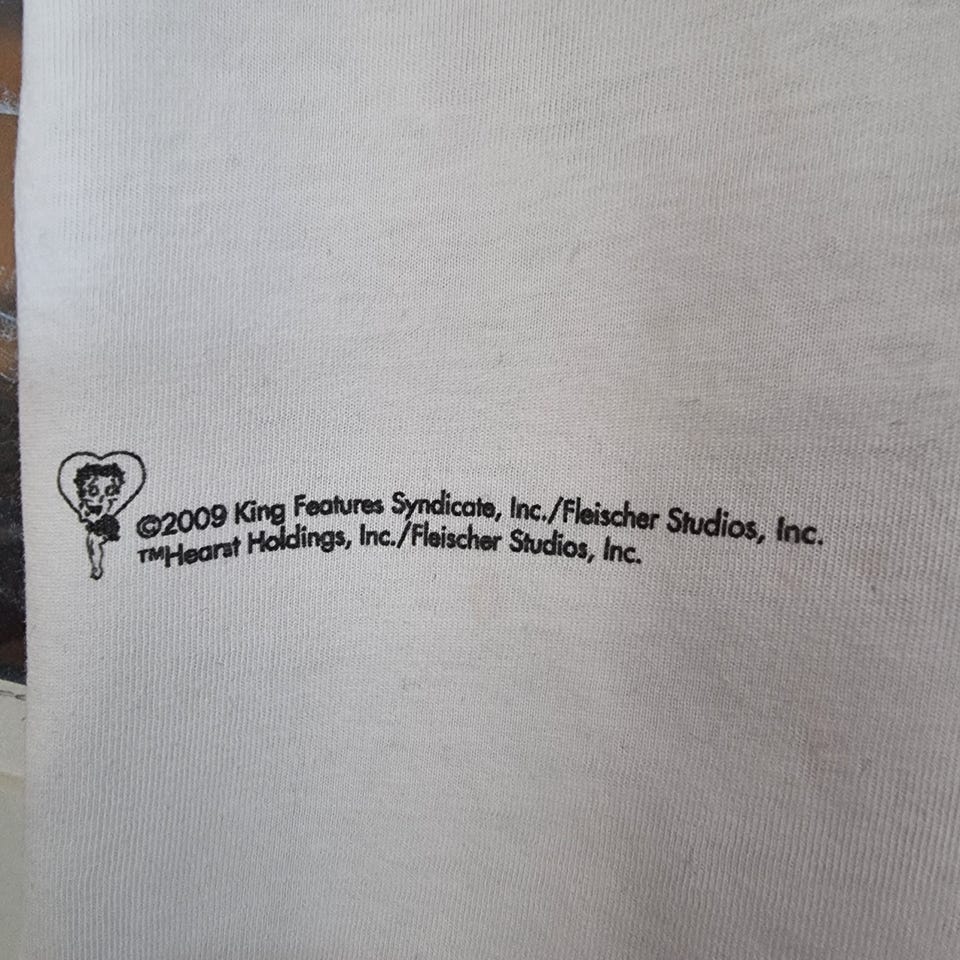 ©2009 King Features Syndicate, Inc./Fleischer Studios, Inc.
™Hearst Holdings, Inc./Fleischer Studios, Inc.